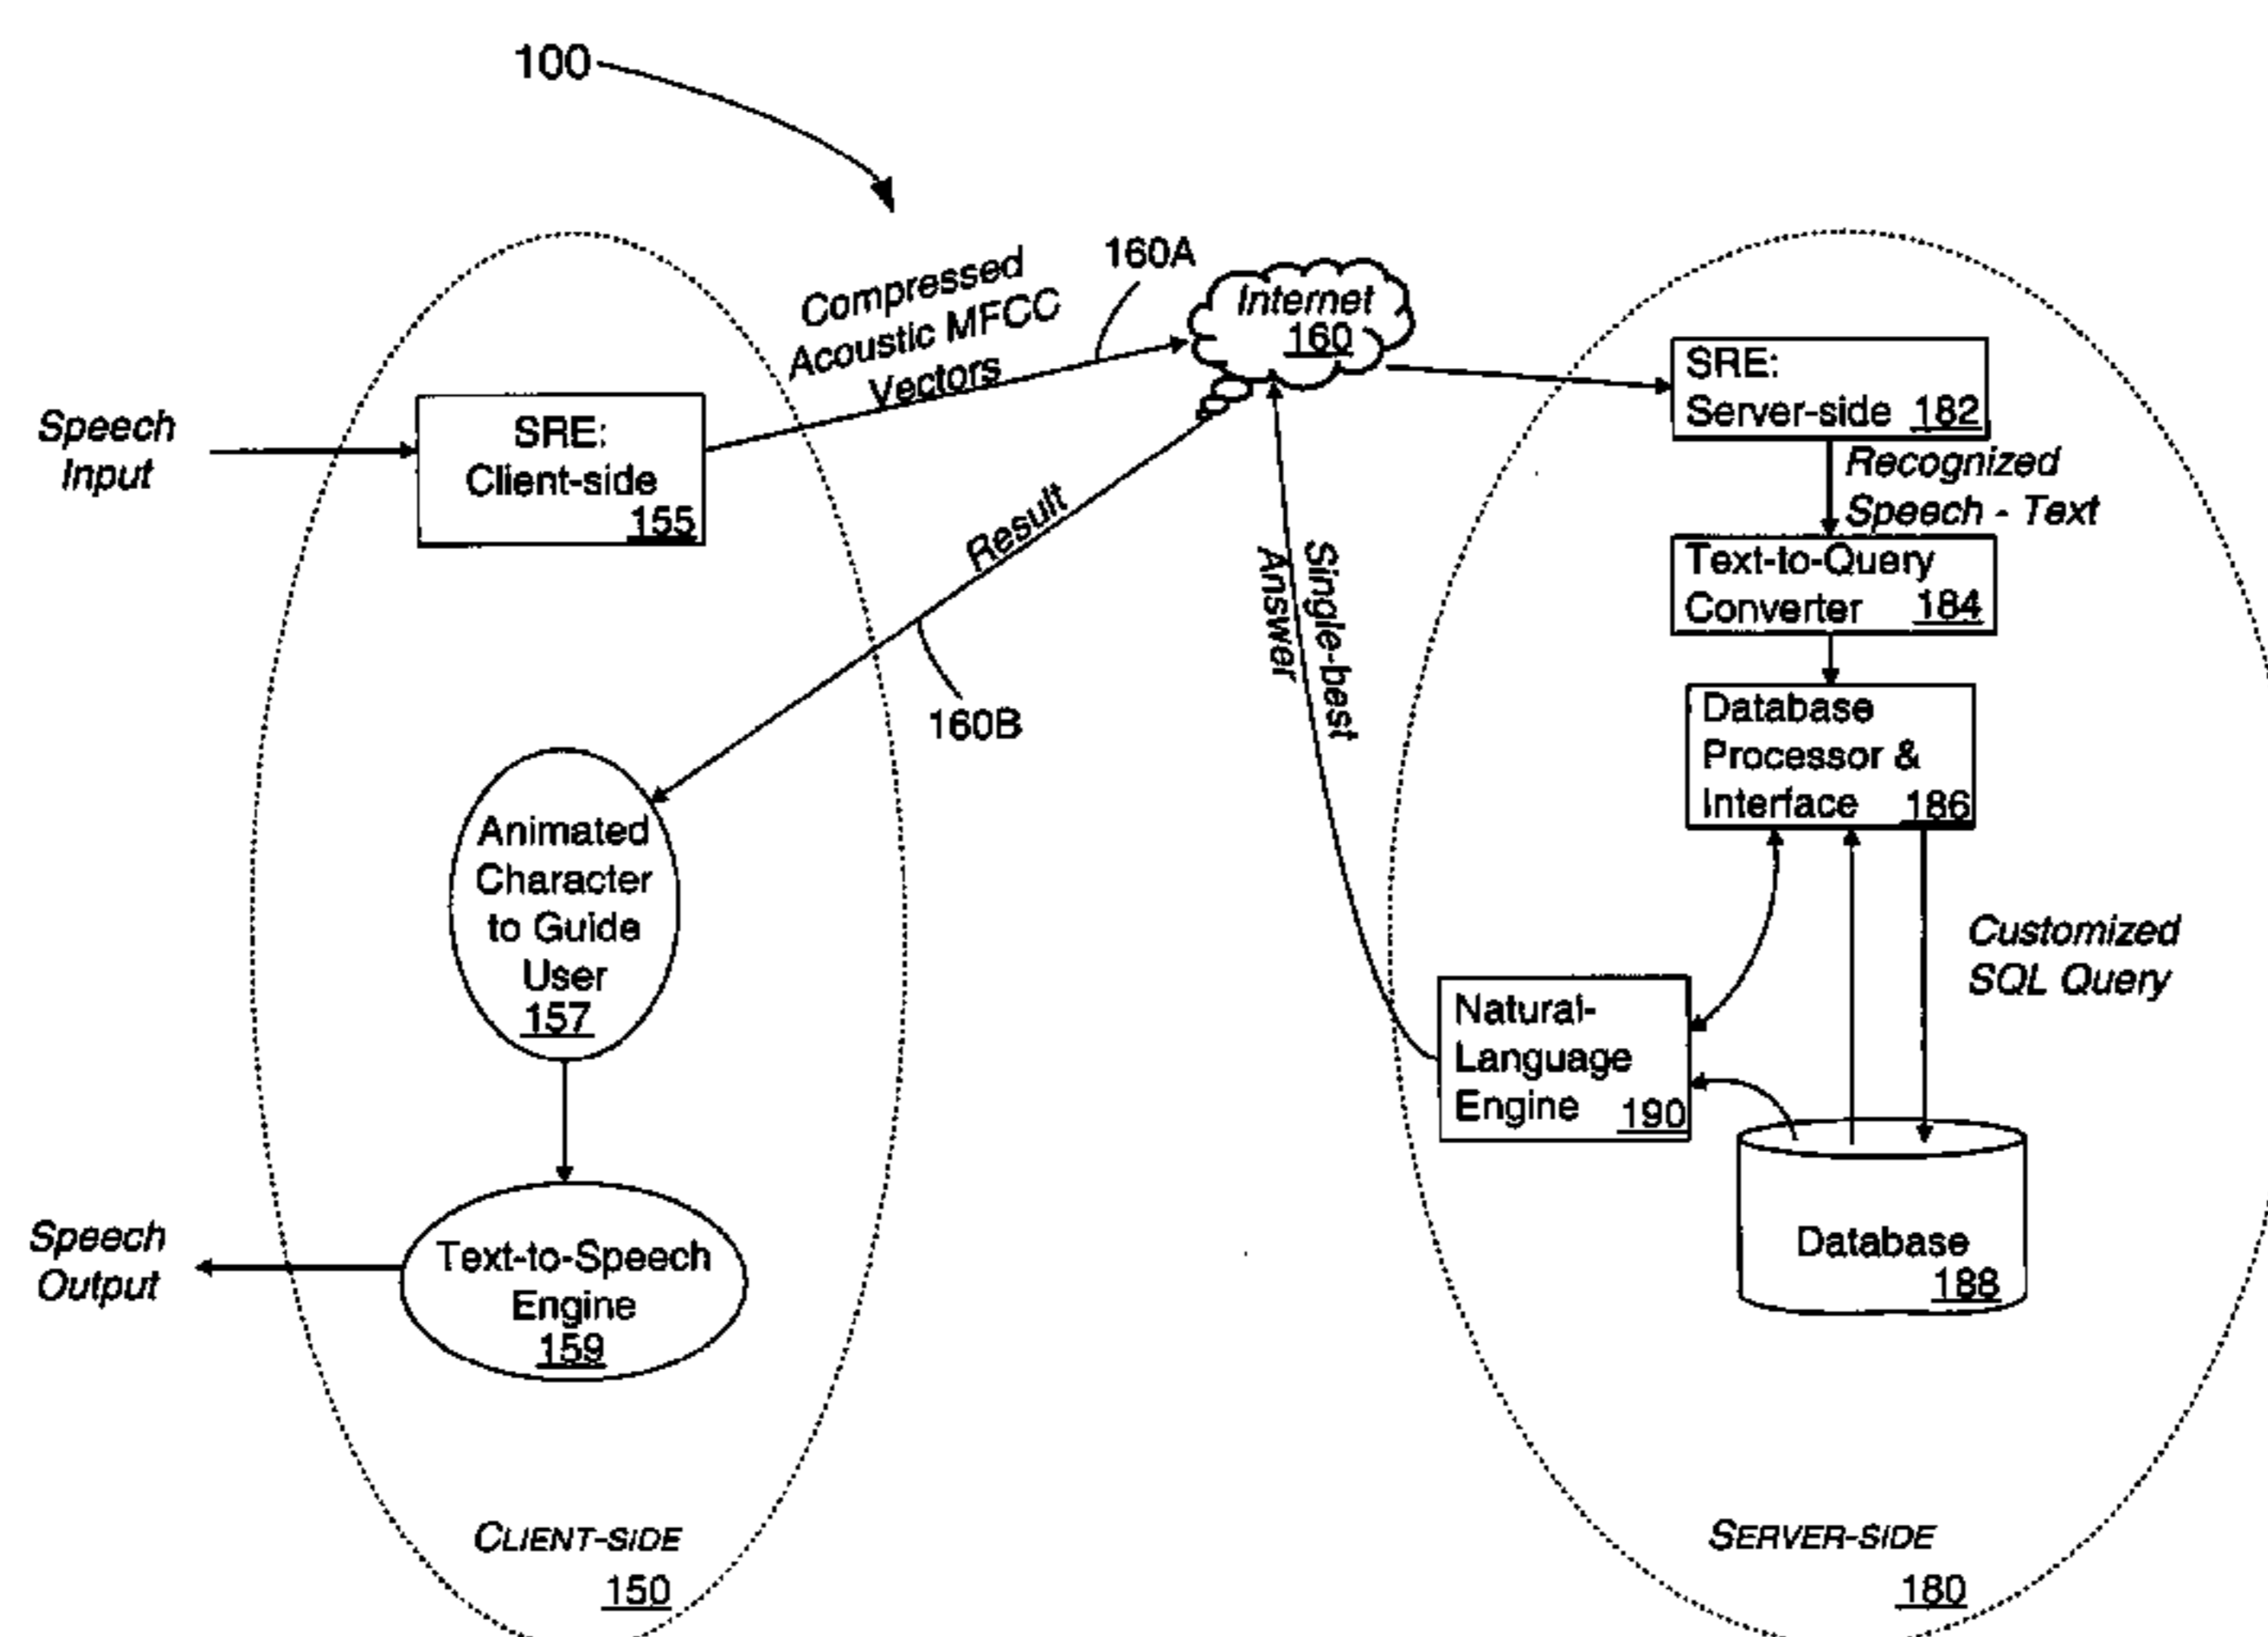 100
160A
Compressed
Acoustic MFCC
Vectors
Internet
160
Speech
Input
SRE:
Client-side
155
SRE:
Server-side 182
Recognized
Speech - Text
Text-to-Query
Converter 184
Result
160B
Single-best
Answer
Database
Processor &
Interface 186
Animated
Character
to Guide
User
157
Customized
SQL Query
Natural-
Language
Engine 190
Speech
Output
Text-to-Speech
Engine
159
Database
188
CLIENT-SIDE
150
SERVER-SIDE
180